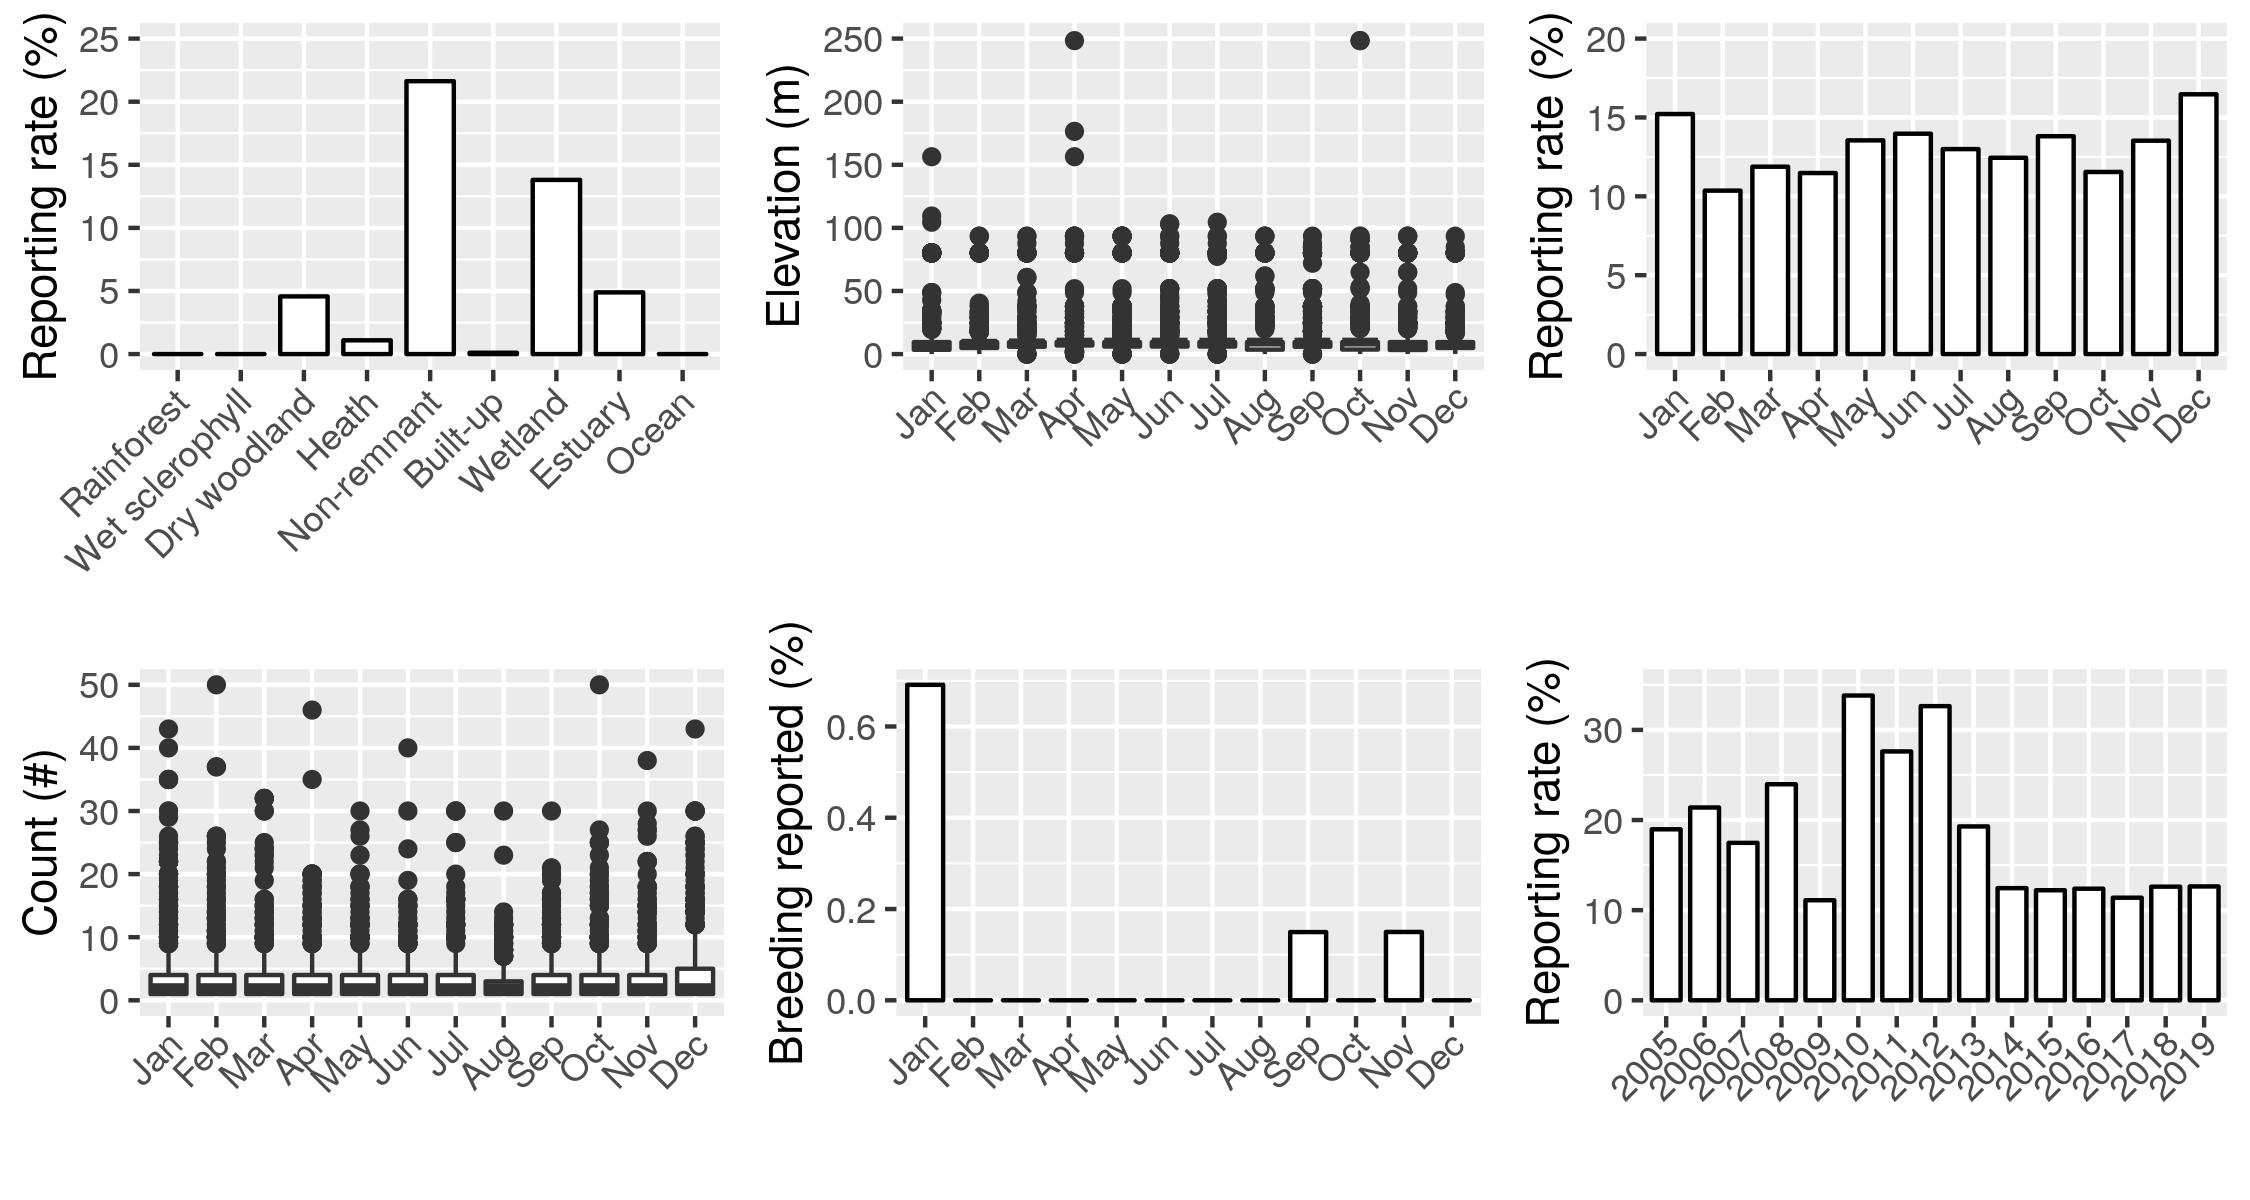 Reporting rate (%)
25
20
15
10
5
0
Rainforest
Wet sclerophyll
Dry woodland
Heath
Non-remnant
Built-up
Wetland
Estuary
Ocean
Elevation (m)
250
200
150
100
50
0
Jan
Feb
Mar
Apr
May
Jun
Jul
Aug
Sep
Oct
Nov
Dec
Reporting rate (%)
20
15
10
5
0
Jan
Feb
Mar
Apr
May
Jun
Jul
Aug
Sep
Oct
Nov
Dec
Count (#)
50
40
30
20
10
0
Jan
Feb
Mar
Apr
May
Jun
Jul
Aug
Sep
Oct
Nov
Dec
Breeding reported (%)
0.6
0.4
0.2
0.0
Jan
Feb
Mar
Apr
May
Jun
Jul
Aug
Sep
Oct
Nov
Dec
Reporting rate (%)
30
20
10
0
2005
2006
2007
2008
2009
2010
2011
2012
2013
2014
2015
2016
2017
2018
2019